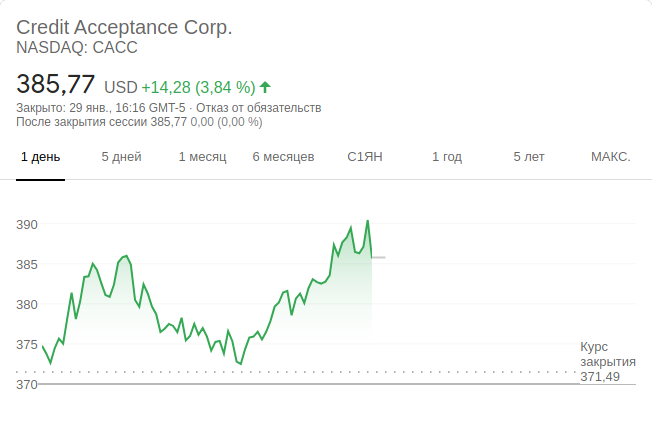 Credit Acceptance Corp.
NASDAQ: CACC
385,77 USD +14,28 (3,84 %)
Закрыто: 29 янв., 16:16 GMT-5 · Отказ от обязательств
После закрытия сессии 385,77 0,00 (0,00 %)
1 день 5 дней 1 месяц 6 месяцев С1ЯН 1 год 5 лет МАКС.
390
385
380
375
370
Курс
закрытия
371,49